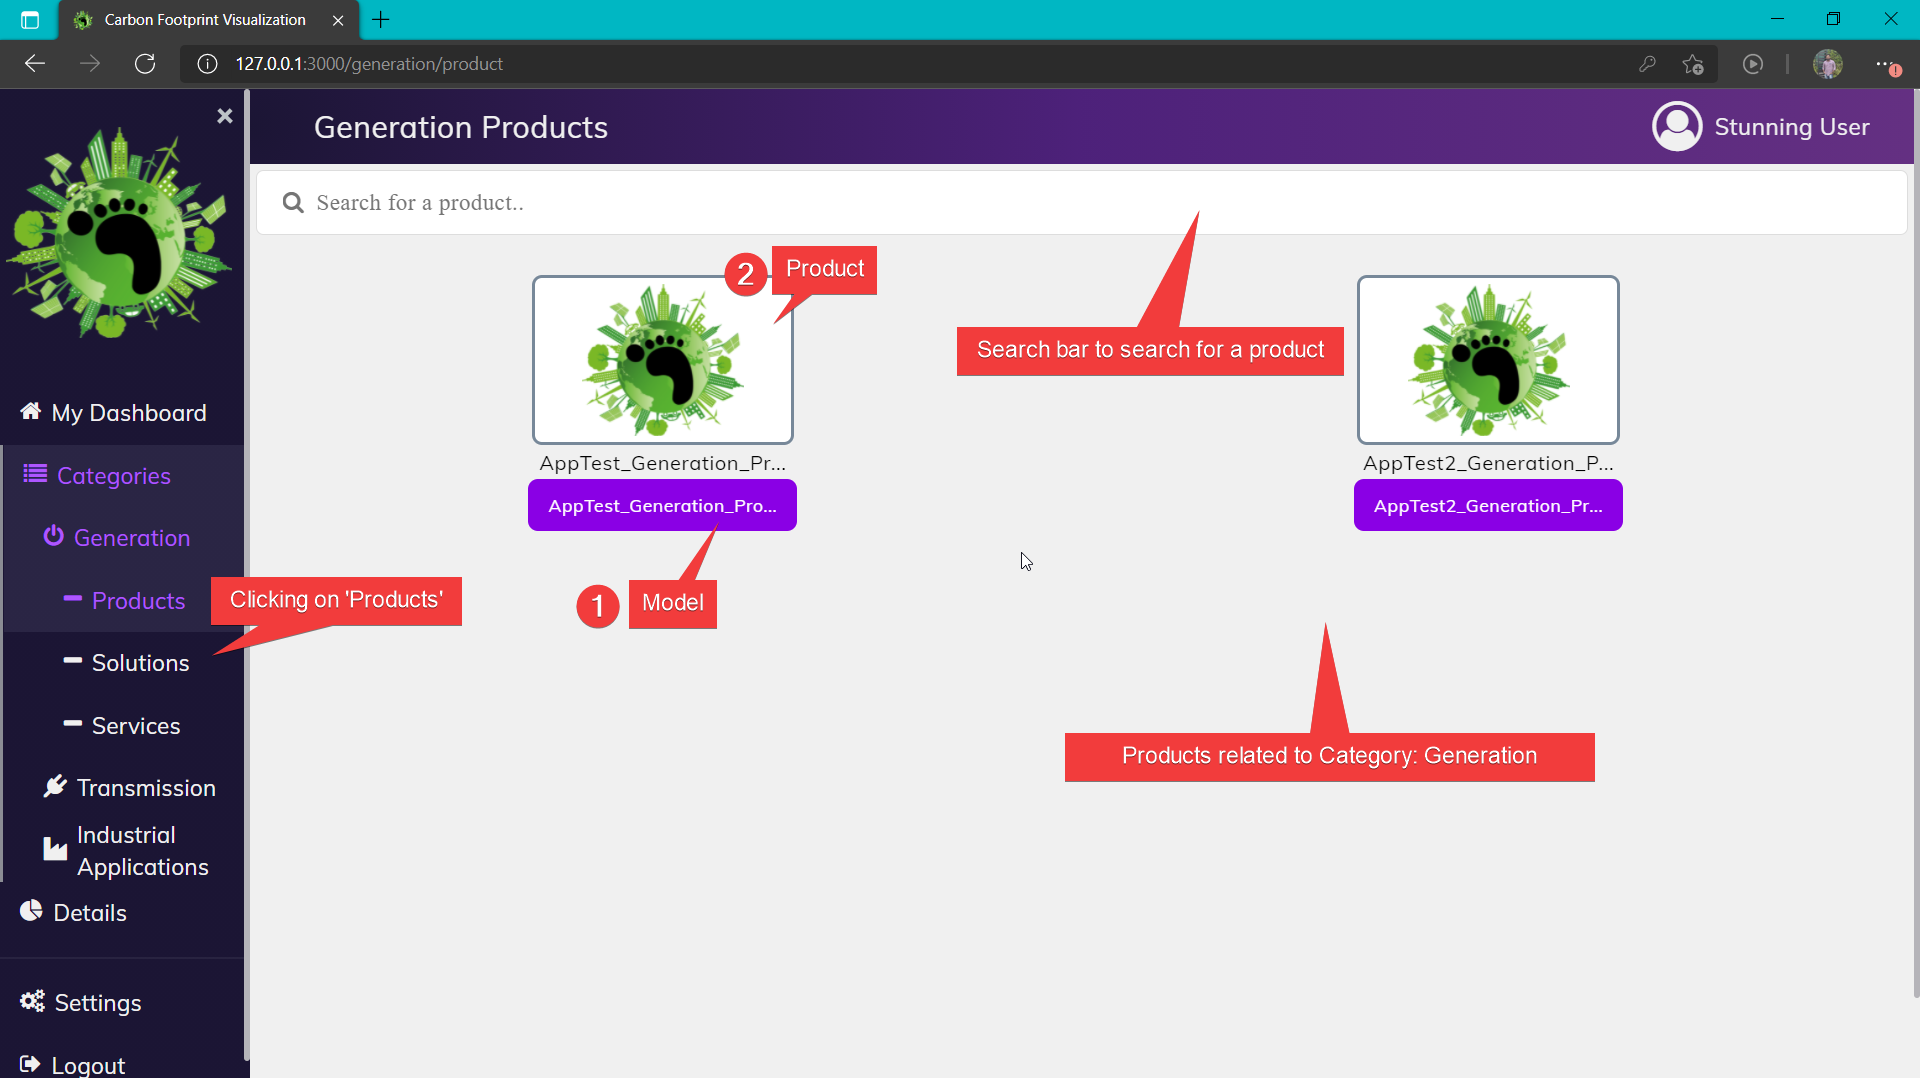 Carbon Footprint Visualization
127.0.0.1:3000/generation/product
Generation Products
Stunning User
Search for a product..
2
Product
Search bar to search for a product
My Dashboard
Categories
Generation
Products
Solutions
Services
Transmission
Industrial
Applications
Details
Settings
Logout
Clicking on 'Products'
AppTest_Generation_Pr...
AppTest_Generation_Pro...
AppTest2_Generation_P...
AppTest2_Generation_Pr...
1
Model
Products related to Category: Generation